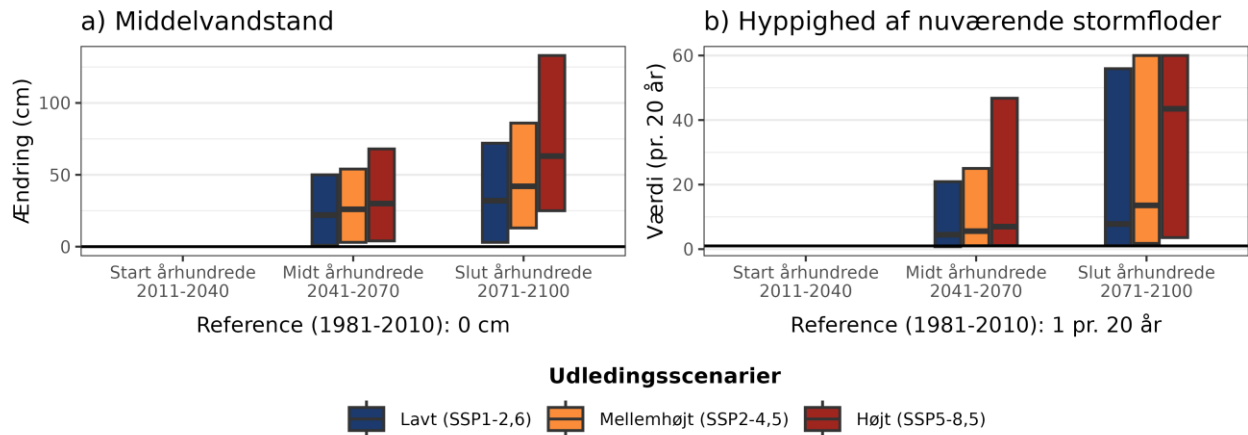 a) Middelvandstand
Ændring (cm)
100
50
0
Start århundrede
2011-2040
Midt århundrede
2041-2070
Slut århundrede
2071-2100
Reference (1981-2010): 0 cm
b) Hyppighed af nuværende stormfloder
Værdi (pr. 20 år)
60
40
20
0
Start århundrede
2011-2040
Midt århundrede
2041-2070
Slut århundrede
2071-2100
Reference (1981-2010): 1 pr. 20 år
Udledingsscenarier
Lavt (SSP1-2,6)
Mellemhøjt (SSP2-4,5)
Højt (SSP5-8,5)